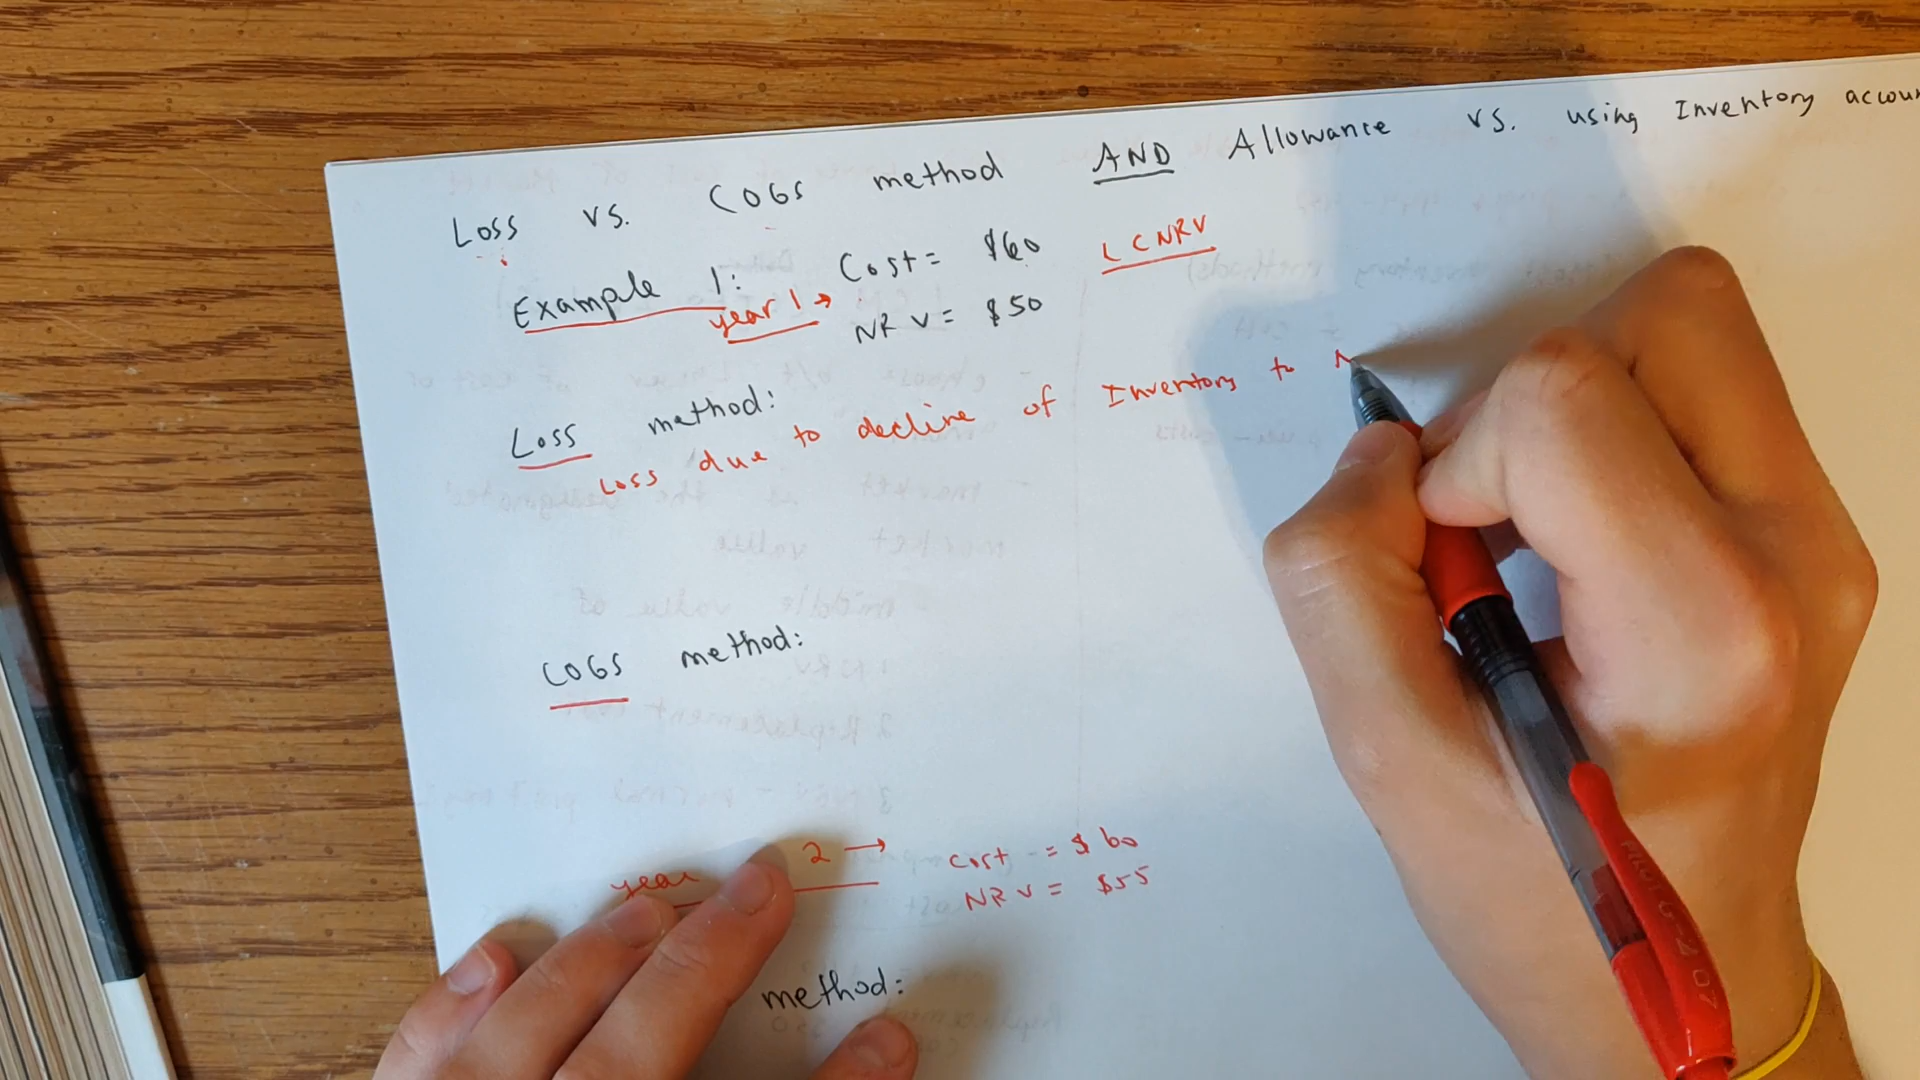 Loss vs. COGS method AND Allowance vs. using Inventory accoun
Example 1: Cost = $60 LCNRV
year 1 → NRV = $50
Loss method:
Loss due to decline of Inventory to N
COGS method:
year 2 → cost = $60
NRV = $55
method: